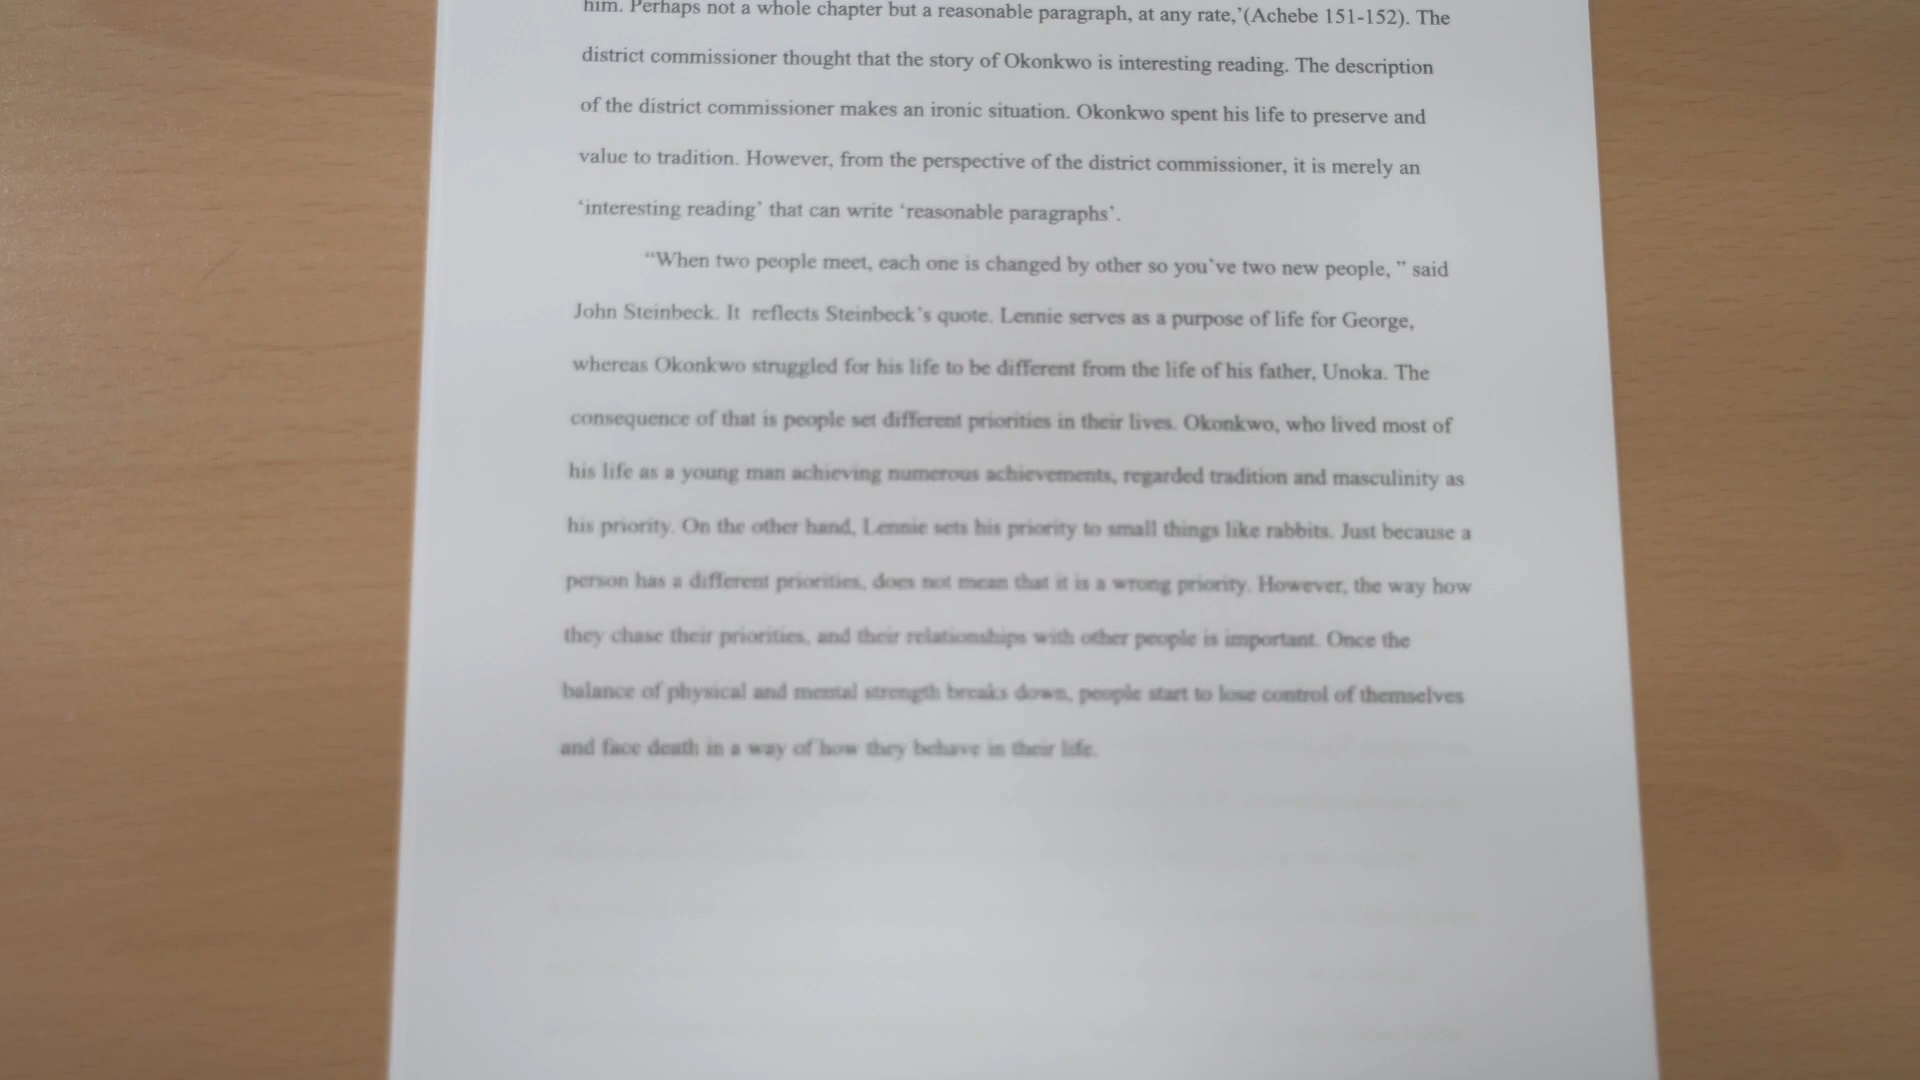 him. Perhaps not a whole chapter but a reasonable paragraph, at any rate,'(Achebe 151-152). The
district commissioner thought that the story of Okonkwo is interesting reading. The description
of the district commissioner makes an ironic situation. Okonkwo spent his life to preserve and
value to tradition. However, from the perspective of the district commissioner, it is merely an
‘interesting reading’ that can write ‘reasonable paragraphs’.
“When two people meet, each one is changed by other so you’ve two new people, ” said
John Steinbeck. It  reflects Steinbeck’s quote. Lennie serves as a purpose of life for George,
whereas Okonkwo struggled for his life to be different from the life of his father, Unoka. The
consequence of that is people set different priorities in their lives. Okonkwo, who lived most of
his life as a young man achieving numerous achievements, regarded tradition and masculinity as
his priority. On the other hand, Lennie sets his priority to small things like rabbits. Just because a
person has a different priorities, does not mean that it is a wrong priority. However, the way how
they chase their priorities, and their relationships with other people is important. Once the
balance of physical and mental strength breaks down, people start to lose control of themselves
and face death in a way of how they behave in their life.